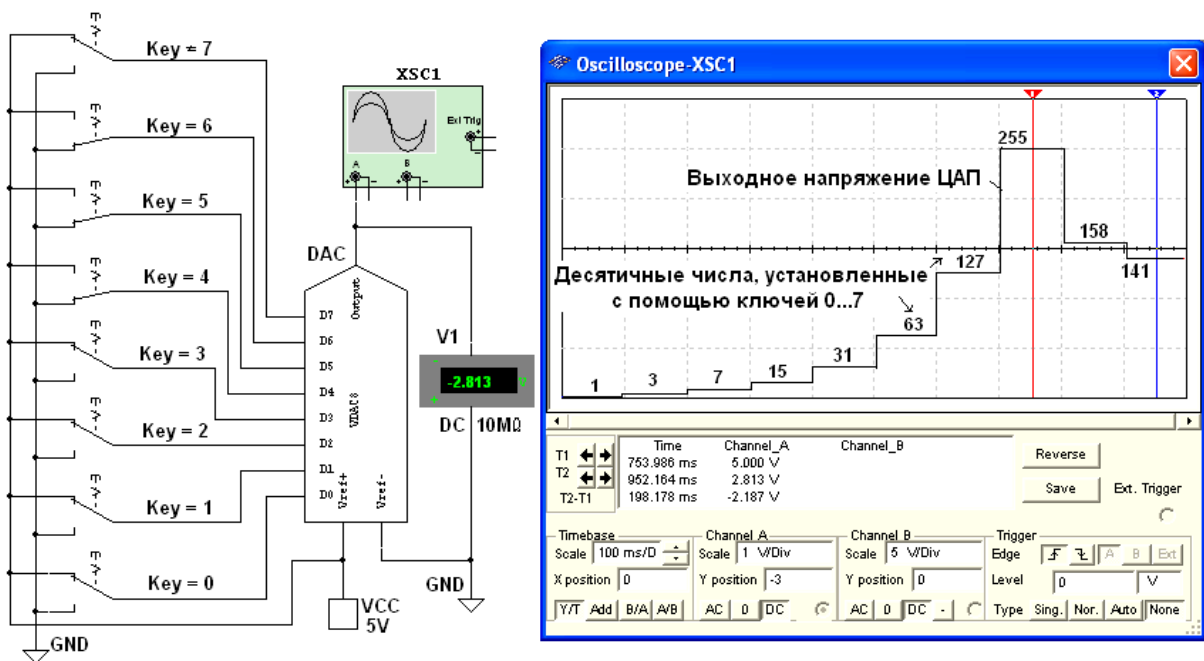 Key = 7
Key = 6
Key = 5
Key = 4
Key = 3
Key = 2
Key = 1
Key = 0
GND
XSC1
Ext Trig
A
B
DAC
Output
D7
D6
D5
D4
D3
D2
D1
D0
VDAC8
Vref+
Vref-
V1
-2.813
V
DC 10MΩ
VCC
5V
GND
Oscilloscope-XSC1
1
2
255
Выходное напряжение ЦАП
158
127
141
Десятичные числа, установленные
с помощью ключей 0...7
63
31
15
7
3
1
Time Channel_A Channel_B
T1 753.986 ms 5.000 V
T2 952.164 ms 2.813 V
T2-T1 198.178 ms -2.187 V
Reverse
Save
Ext. Trigger
Timebase
Scale 100 ms/D
X position 0
Y/T Add B/A A/B
Channel A
Scale 1 V/Div
Y position -3
AC 0 DC
Channel B
Scale 5 V/Div
Y position 0
AC 0 DC -
Trigger
Edge A B Ext
Level 0 V
Type Sing. Nor. Auto None